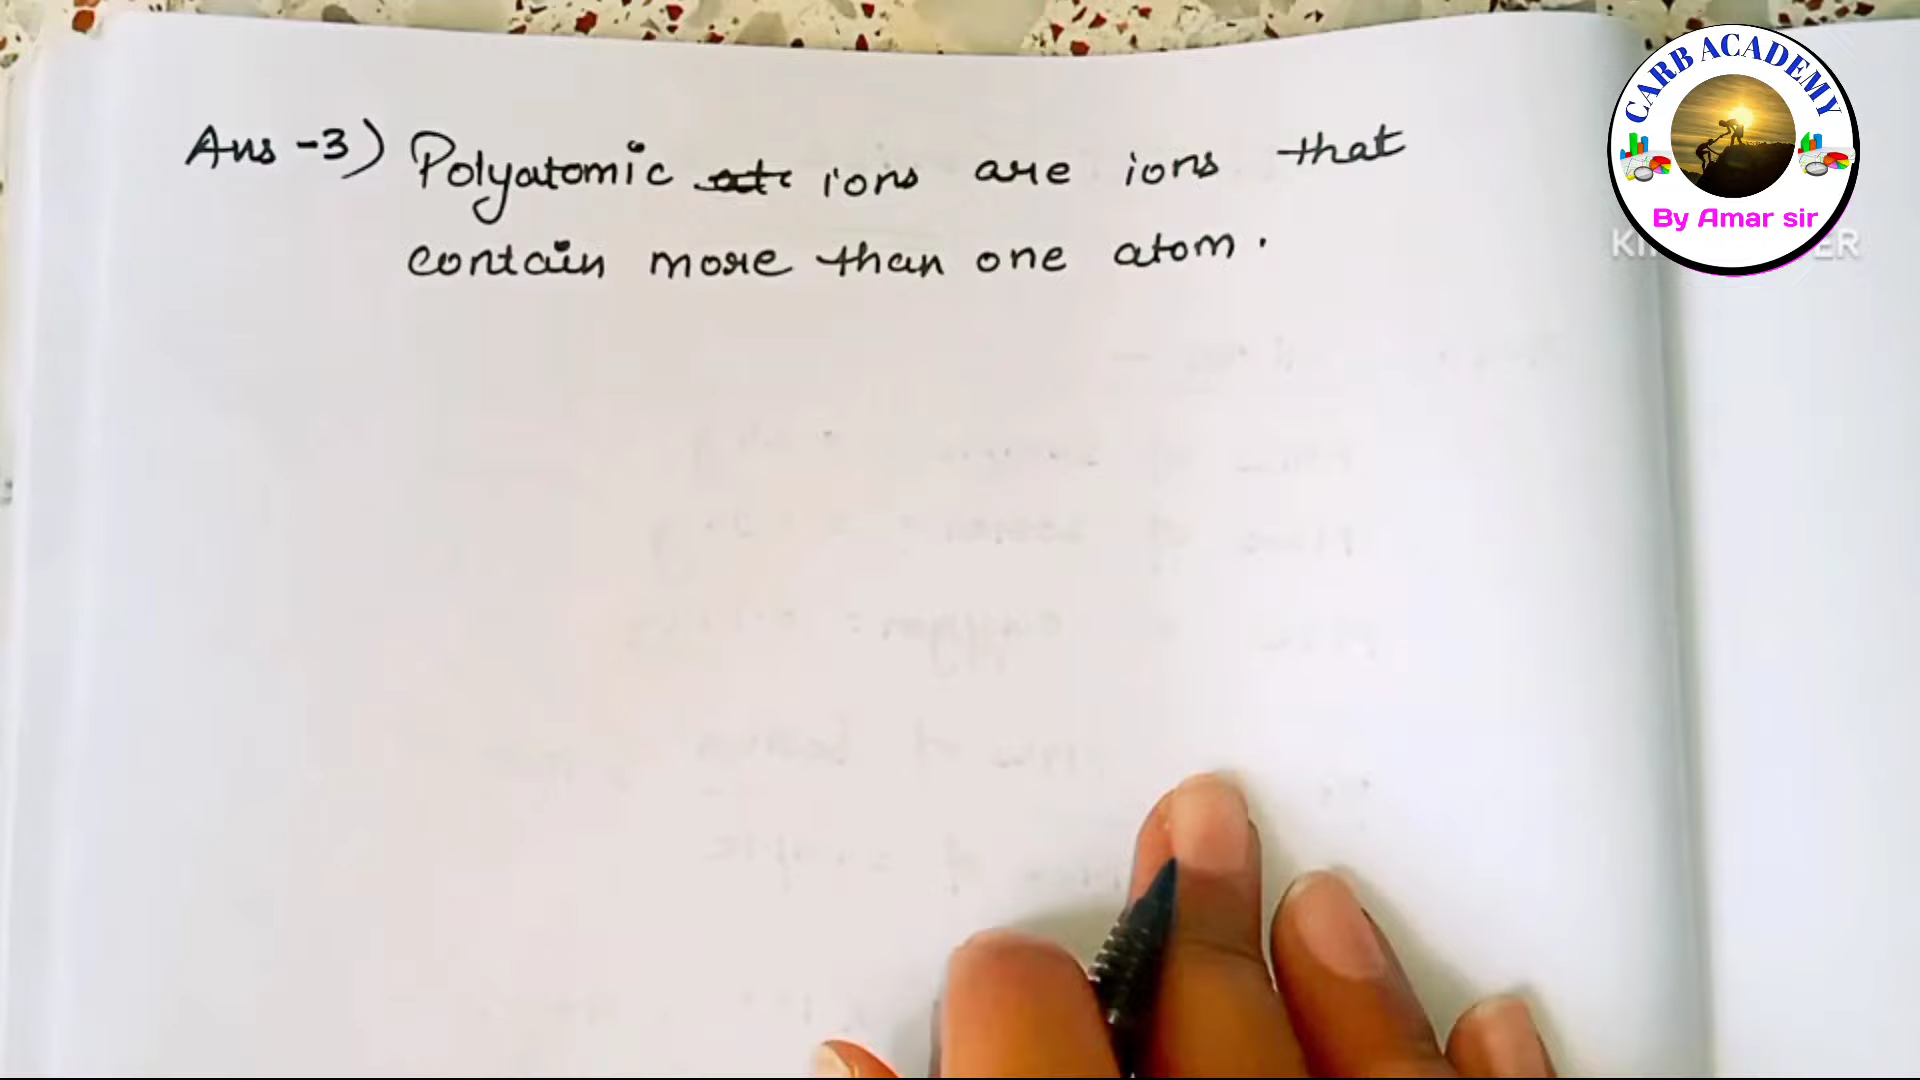 Ans-3) Polyatomic ions are ions that
contain more than one atom.
CARB ACADEMY
By Amar sir